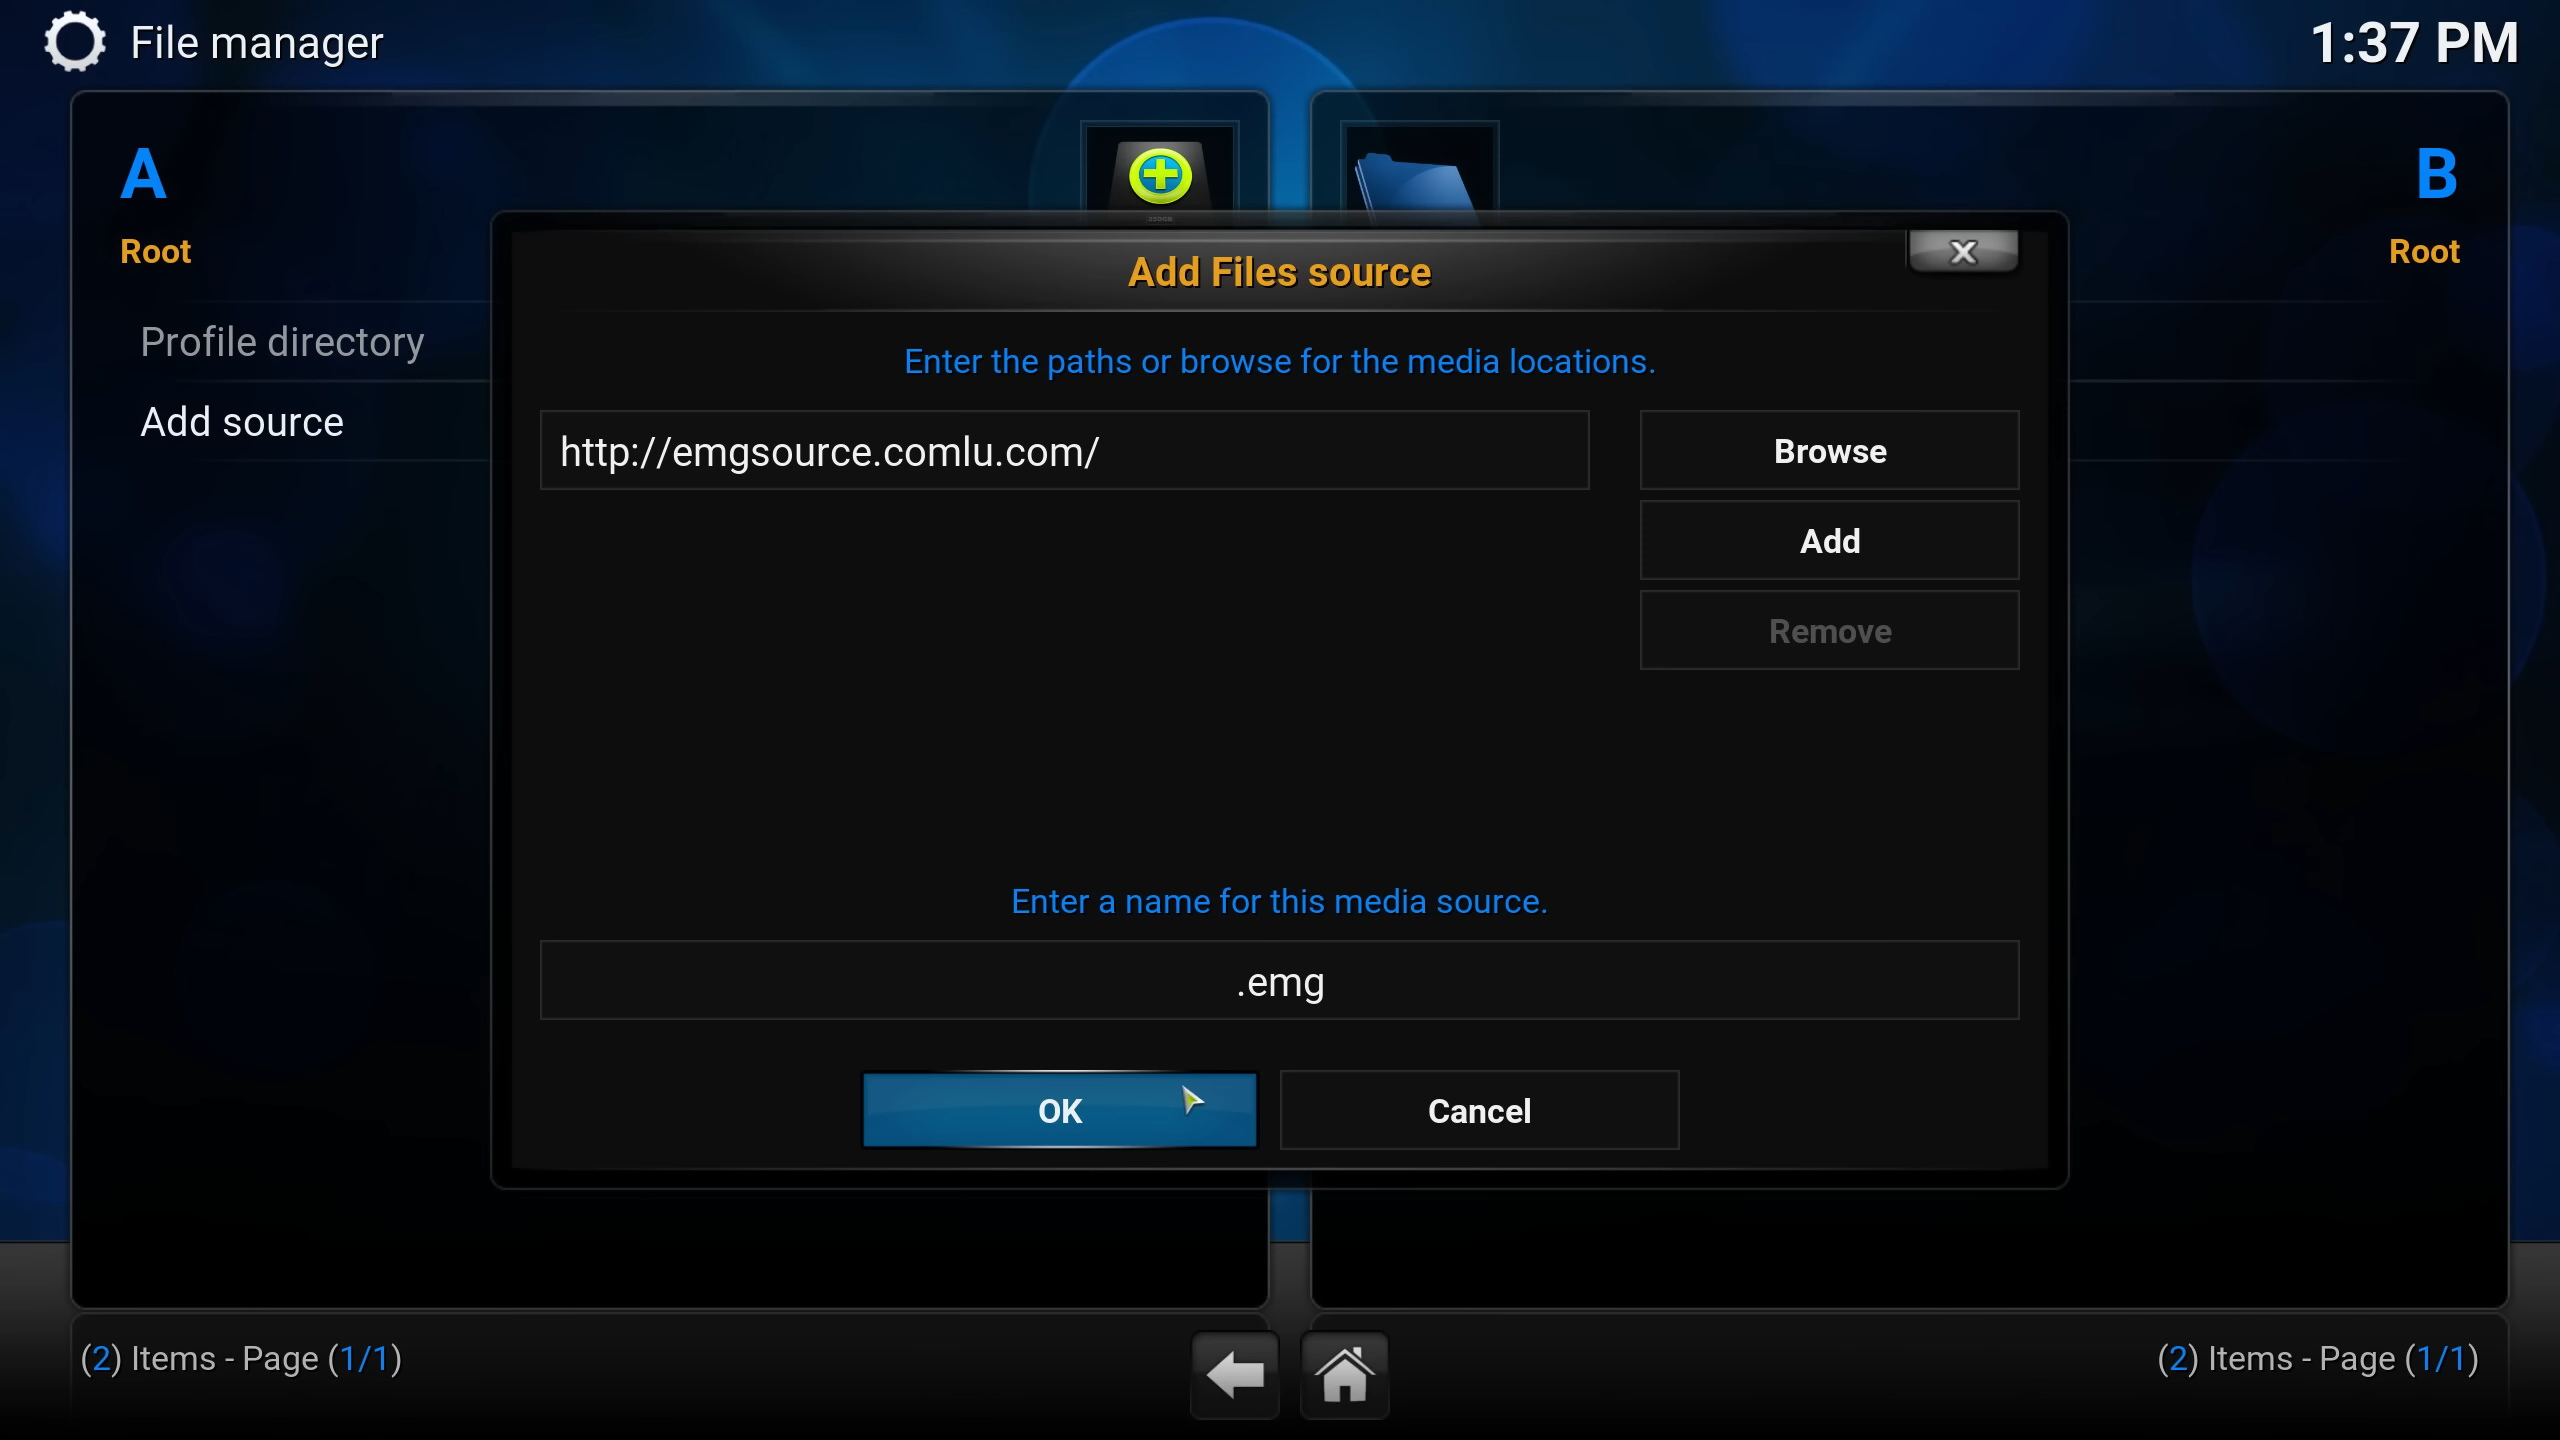 File manager
1:37 PM
A
B
Root
Root
Add Files source
X
Profile directory
Enter the paths or browse for the media locations.
Add source
http://emgsource.comlu.com/
Browse
Add
Remove
Enter a name for this media source.
.emg
OK
Cancel
(2) Items - Page (1/1)
(2) Items - Page (1/1)